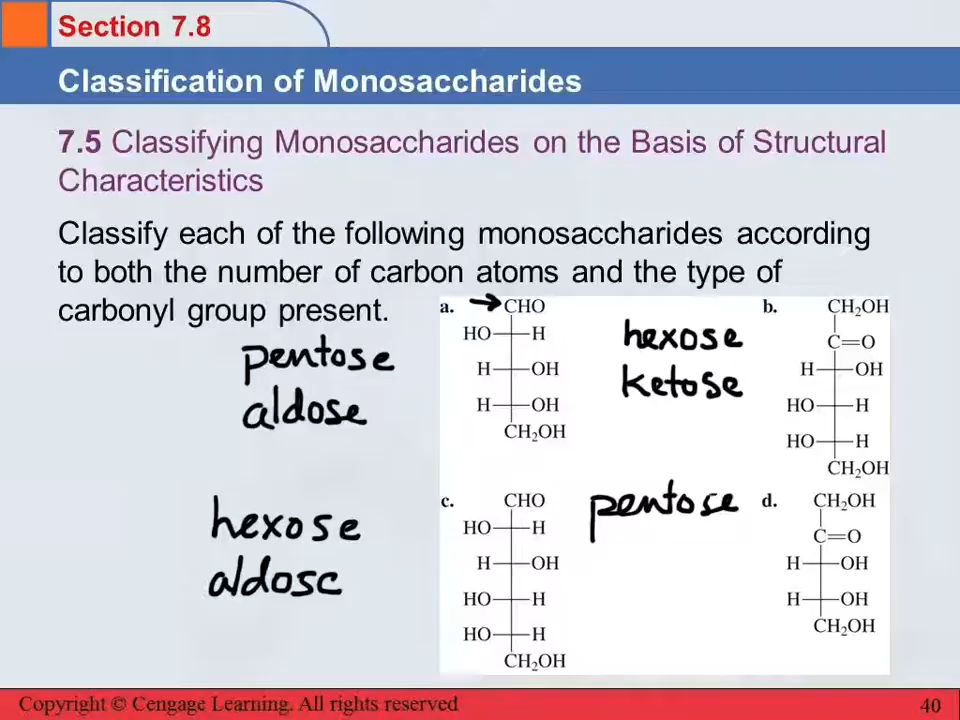 Section 7.8
Classification of Monosaccharides
7.5 Classifying Monosaccharides on the Basis of Structural
Characteristics
Classify each of the following monosaccharides according
to both the number of carbon atoms and the type of
carbonyl group present.
pentose
aldose
a.
CHO
HO H
H OH
H OH
CH₂OH
hexose
ketose
b.
CH₂OH
C=O
H OH
HO H
HO H
CH₂OH
hexose
aldosc
c.
CHO
HO H
H OH
HO H
HO H
CH₂OH
pentose
d.
CH₂OH
C=O
H OH
H OH
CH₂OH
Copyright © Cengage Learning. All rights reserved
40